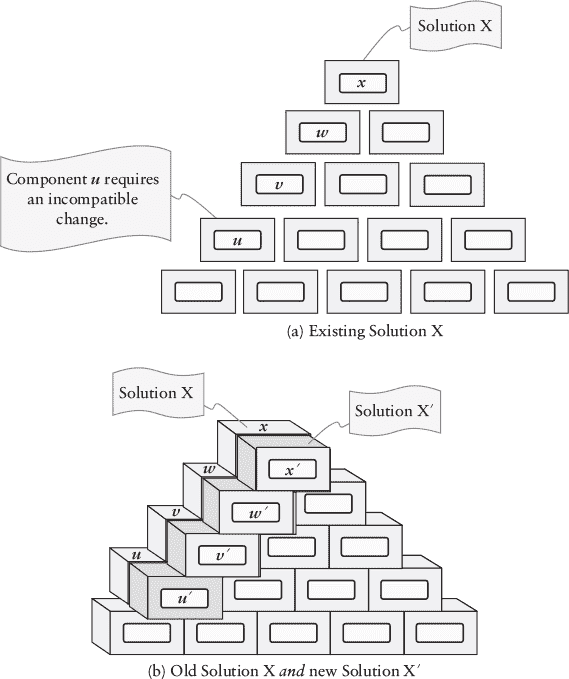 Solution X
x
w
v
Component u requires
an incompatible
change.
u
(a) Existing Solution X
Solution X
Solution X′
x
x′
w
w′
v
v′
u
u′
(b) Old Solution X and new Solution X′